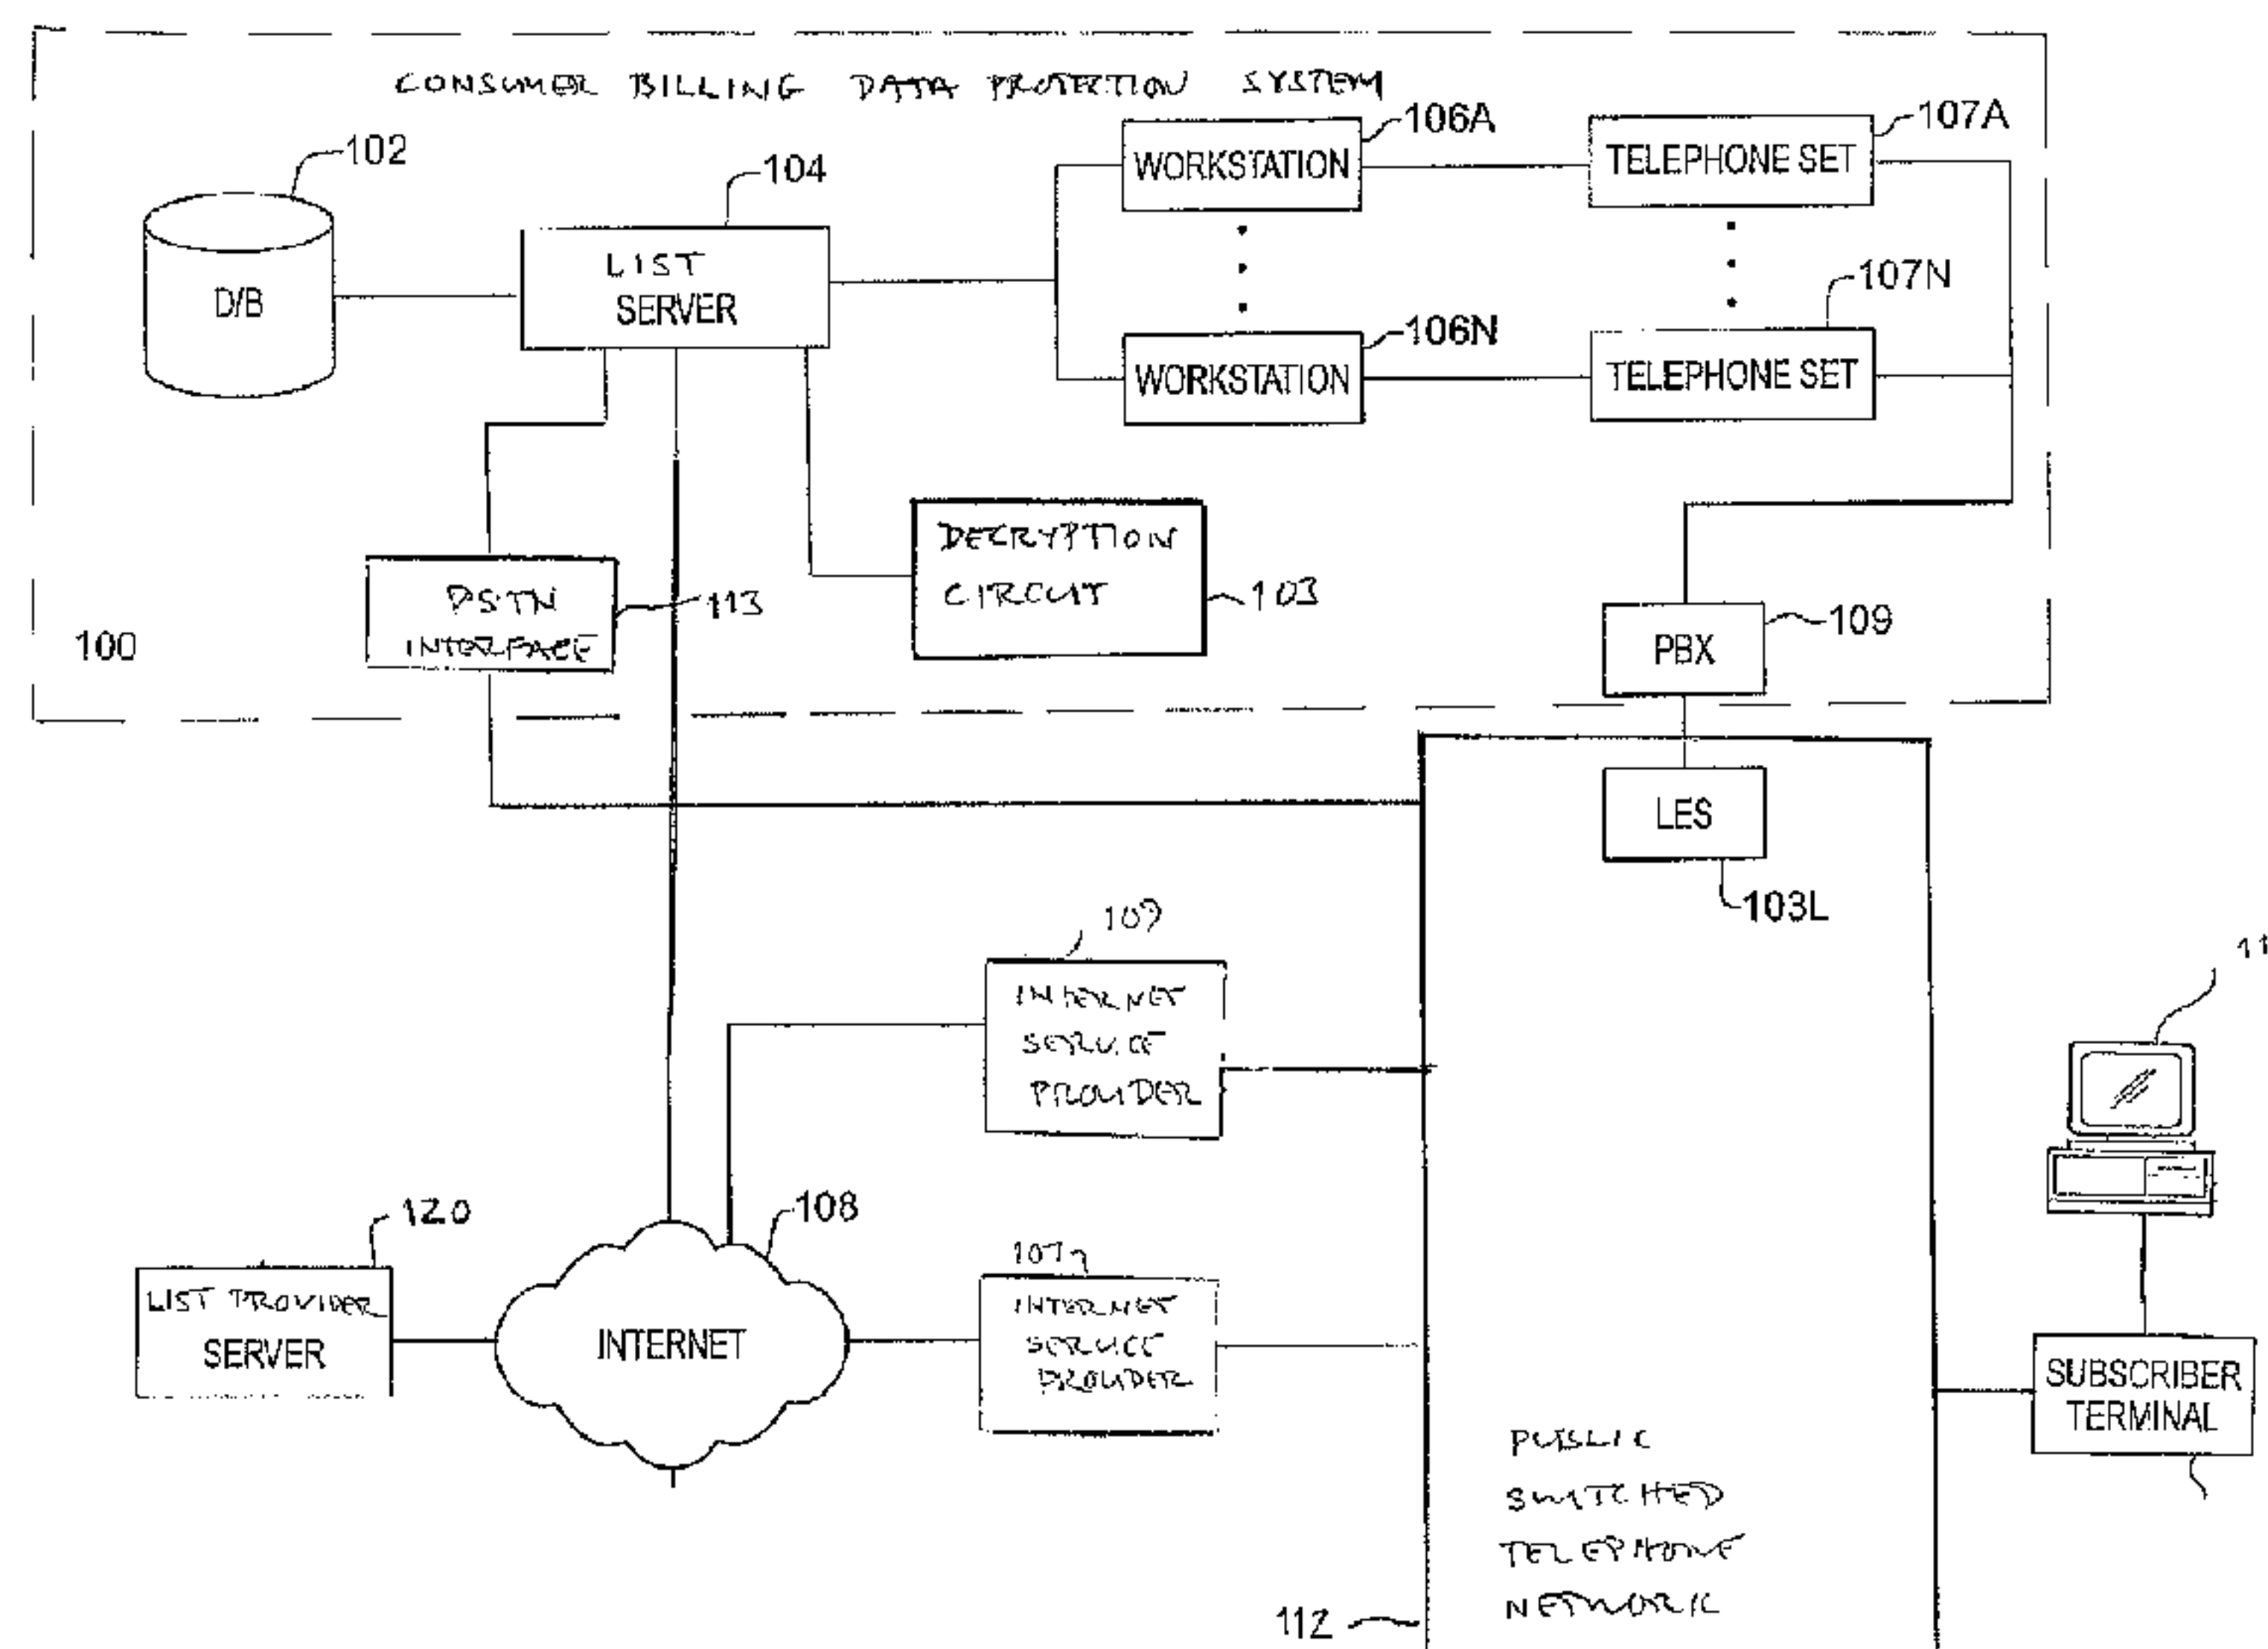 CONSUMER BILLING DATA PROTECTION SYSTEM
102
104
106A
107A
WORKSTATION
TELEPHONE SET
D/B
LIST
SERVER
107N
106N
WORKSTATION
TELEPHONE SET
DECRYPTION
CIRCUIT
103
PSTN
INTERFACE
113
100
PBX
109
LES
103L
109
INTERNET
SERVICE
PROVIDER
11
120
108
LIST PROVIDER
SERVER
INTERNET
107
INTERNET
SERVICE
PROVIDER
SUBSCRIBER
TERMINAL
PUBLIC
SWITCHED
TELEPHONE
NETWORK
112